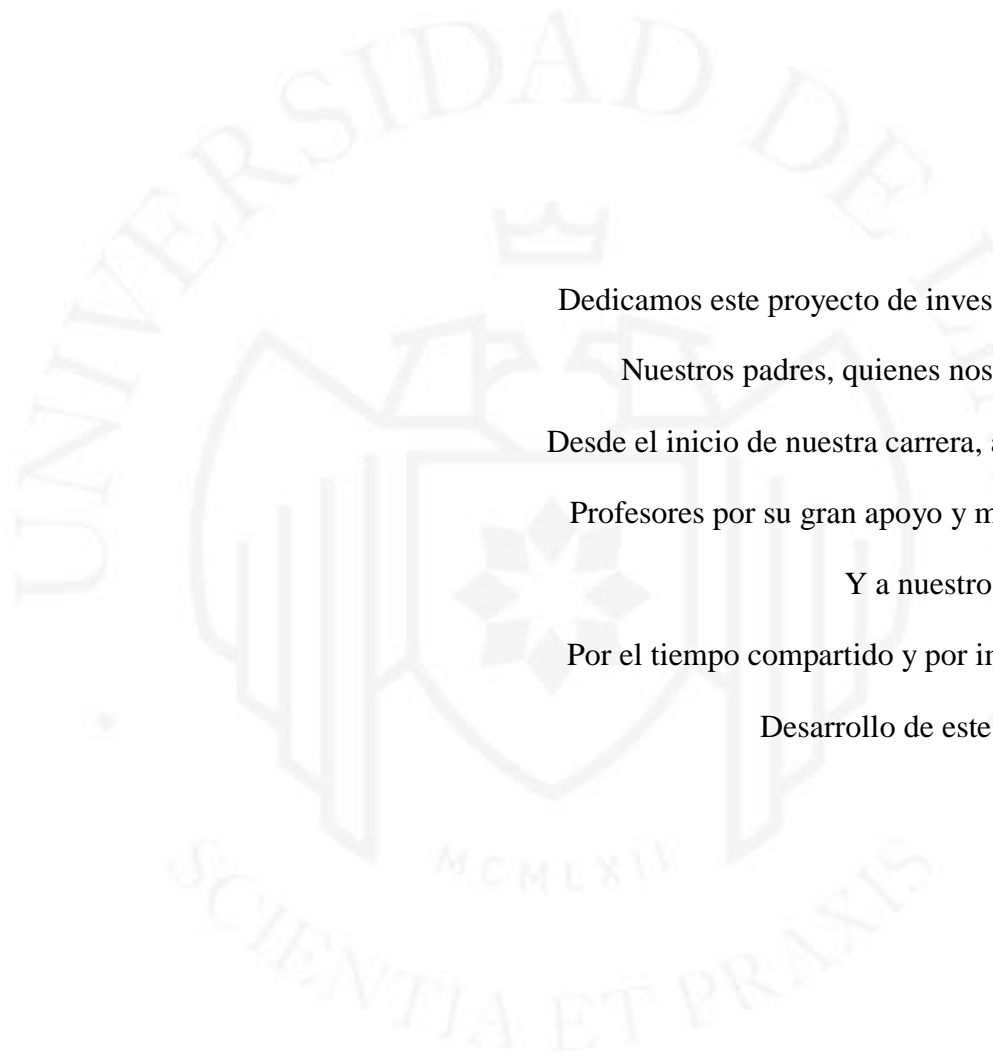 UNIVERSIDAD DE
Dedicamos este proyecto de
Nuestros padres, quienes nos
Desde el inicio de nuestra carrera,
Profesores por su gran apoyo y
Y a nuestro
Por el tiempo compartido y por
Desarrollo de este
MCMLXII
SCIENTIA ET PRAXIS